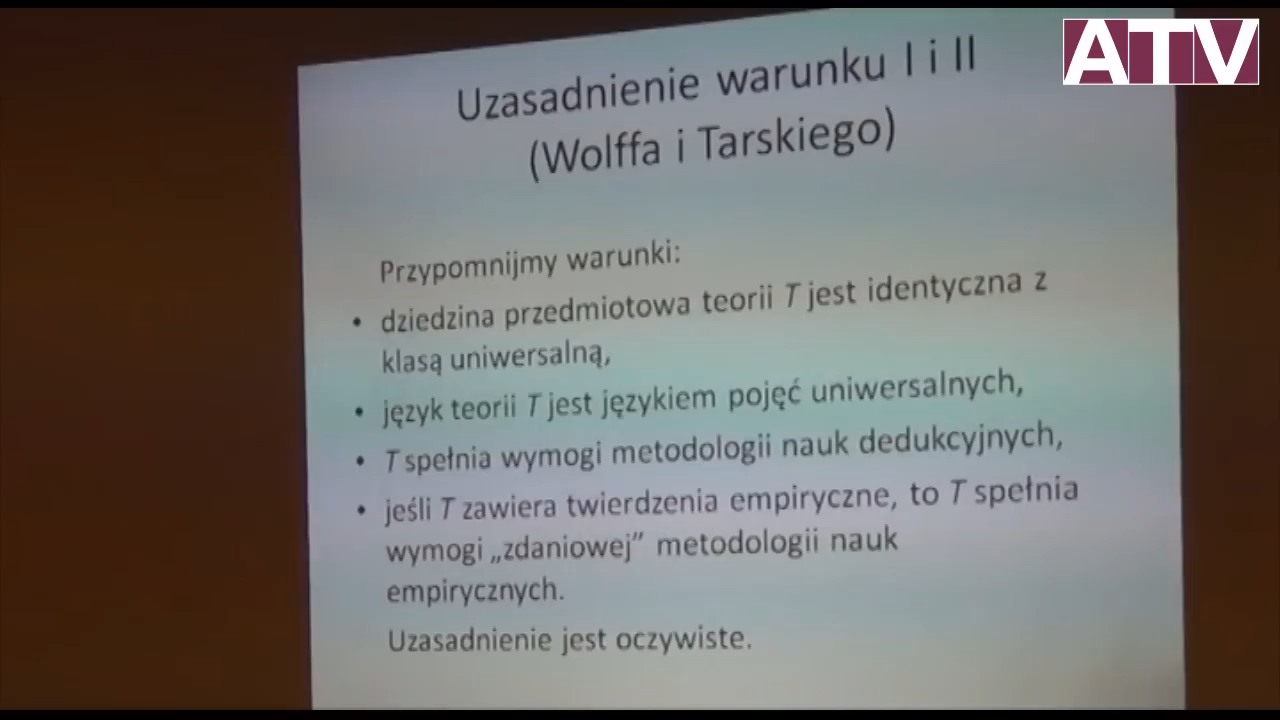 ATV
Uzasadnienie warunku I i II
(Wolffa i Tarskiego)
Przypomnijmy warunki:
• dziedzina przedmiotowa teorii T jest identyczna z
klasą uniwersalną,
• język teorii T jest językiem pojęć uniwersalnych,
• T spełnia wymogi metodologii nauk dedukcyjnych,
• jeśli T zawiera twierdzenia empiryczne, to T spełnia
wymogi „zdaniowej” metodologii nauk
empirycznych.
Uzasadnienie jest oczywiste.